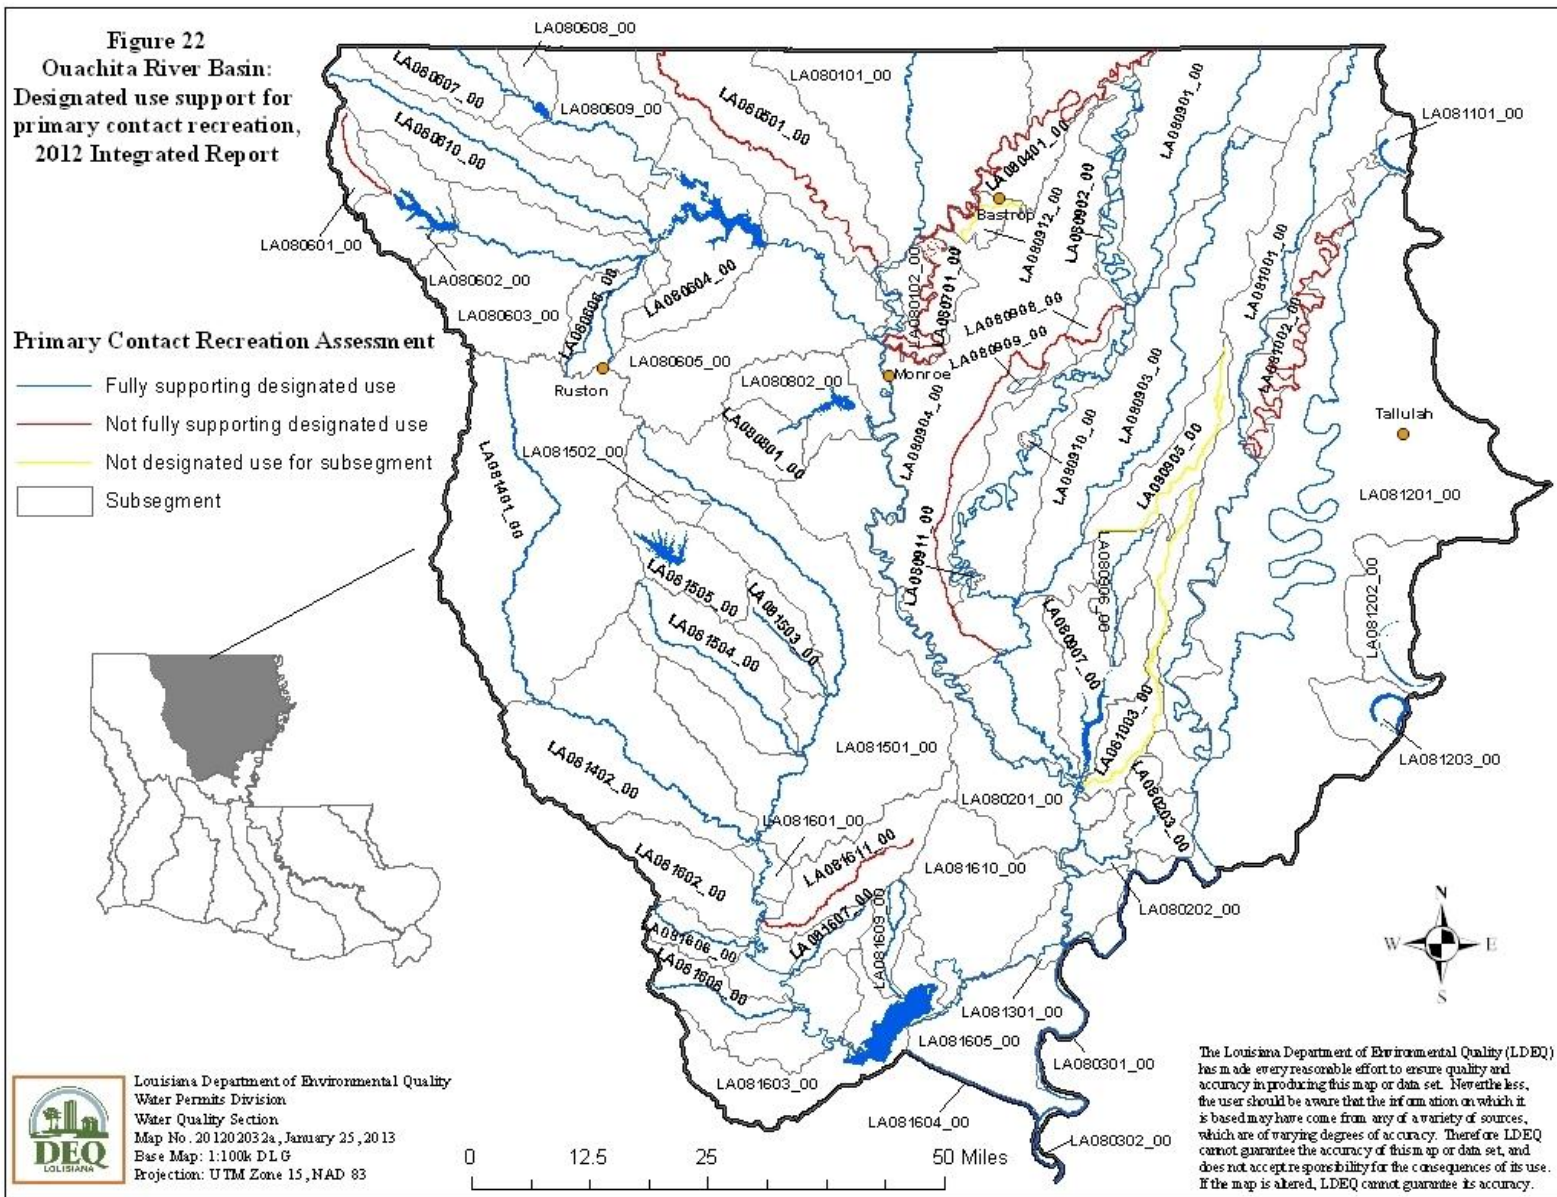 Figure 22
Ouachita River Basin:
Designated use support for
primary contact recreation,
2012 Integrated Report
LA080608_00
LA080607_00
LA080609_00
LA080610_00
LA080501_00
LA080101_00
LA080401_00
LA080901_00
LA081101_00
LA080601_00
LA080602_00
LA080603_00
LA080604_00
LA080605_00
Ruston
LA080102_00
LA080701_00
Bastrop
LA080912_00
LA080902_00
LA081001_00
LA081002_00
LA080908_00
LA080909_00
Monroe
LA080802_00
LA080801_00
LA080904_00
LA080903_00
LA080910_00
LA080905_00
Tallulah
LA081201_00
Primary Contact Recreation Assessment
Fully supporting designated use
Not fully supporting designated use
Not designated use for subsegment
Subsegment
LA081401_00
LA081502_00
LA081505_00
LA081503_00
LA081504_00
LA080911_00
LA080906_00
LA080907_00
LA081202_00
LA081203_00
LA081003_00
LA080203_00
LA081501_00
LA080201_00
LA081402_00
LA081601_00
LA081611_00
LA081602_00
LA081610_00
LA081607_00
LA081609_00
LA080202_00
LA081606_00
LA081608_00
LA081301_00
LA081605_00
LA080301_00
LA081603_00
LA081604_00
LA080302_00
N
W
E
S
DEQ
LOUISIANA
Louisiana Department of Environmental Quality
Water Permits Division
Water Quality Section
Map No. 201202032a, January 25, 2013
Base Map: 1:100k DLG
Projection: UTM Zone 15, NAD 83
0 12.5 25 50 Miles
The Louisiana Department of Environmental Quality (LDEQ)
has made every reasonable effort to ensure quality and
accuracy in producing this map or data set. Nevertheless,
the user should be aware that the information on which it
is based may have come from any of a variety of sources,
which are of varying degrees of accuracy. Therefore LDEQ
cannot guarantee the accuracy of this map or data set, and
does not accept responsibility for the consequences of its use.
If the map is altered, LDEQ cannot guarantee its accuracy.